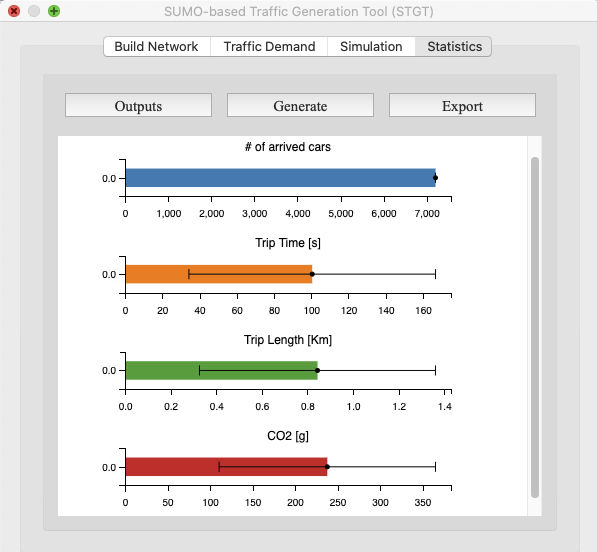 SUMO-based Traffic Generation Tool (STGT)
Build Network Traffic Demand Simulation Statistics
Outputs Generate Export
# of arrived cars
0.0
0 1,000 2,000 3,000 4,000 5,000 6,000 7,000
Trip Time [s]
0.0
0 20 40 60 80 100 120 140 160
Trip Length [Km]
0.0
0.0 0.2 0.4 0.6 0.8 1.0 1.2 1.4
CO2 [g]
0.0
0 50 100 150 200 250 300 350